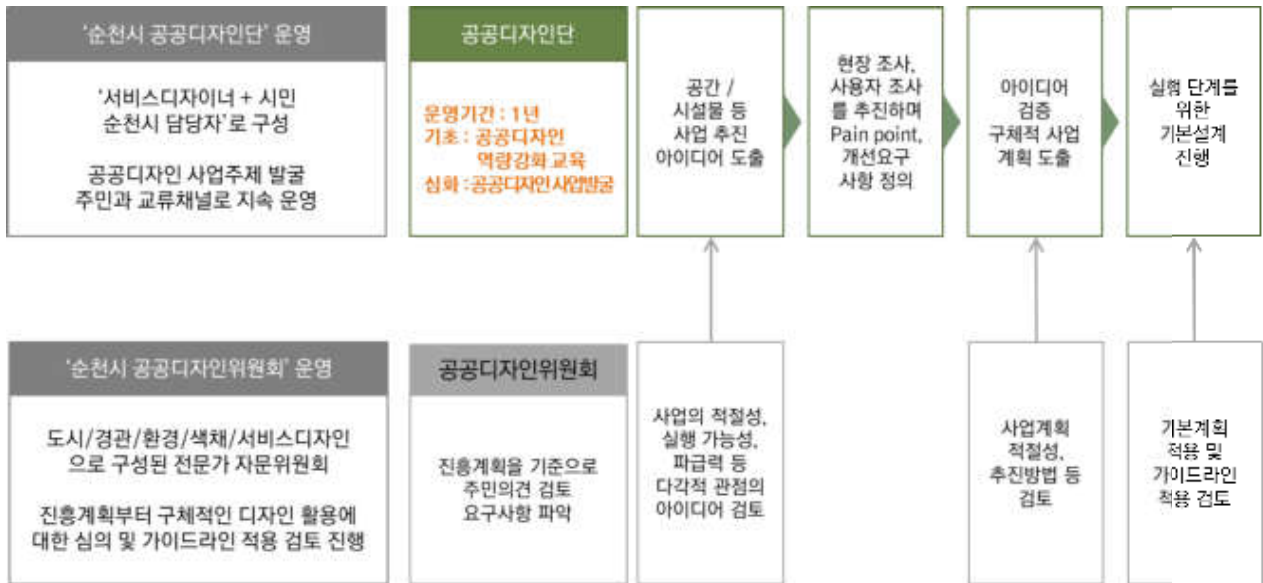 '순천시 공공디자인단' 운영
'서비스디자이너 + 시민
순천시 담당자'로 구성
공공디자인 사업주제 발굴
주민과 교류채널로 지속 운영
공공디자인단
운영기간 : 1년
기초 : 공공디자인
역량강화 교육
심화 : 공공디자인 사업발굴
공간 /
시설물 등
사업 추진
아이디어 도출
현장 조사,
사용자 조사
를 추진하며
Pain point,
개선요구
사항 정의
아이디어
검증
구체적 사업
계획 도출
실행 단계를
위한
기본설계
진행
'순천시 공공디자인위원회' 운영
도시/경관/환경/색채/서비스디자인
으로 구성된 전문가 자문위원회
진흥계획부터 구체적인 디자인 활용에
대한 심의 및 가이드라인 적용 검토 진행
공공디자인위원회
진흥계획을 기준으로
주민의견 검토
요구사항 파악
사업의 적절성,
실행 가능성,
파급력 등
다각적 관점의
아이디어 검토
사업계획
적절성,
추진방법 등
검토
기본계획
적용 및
가이드라인
적용 검토